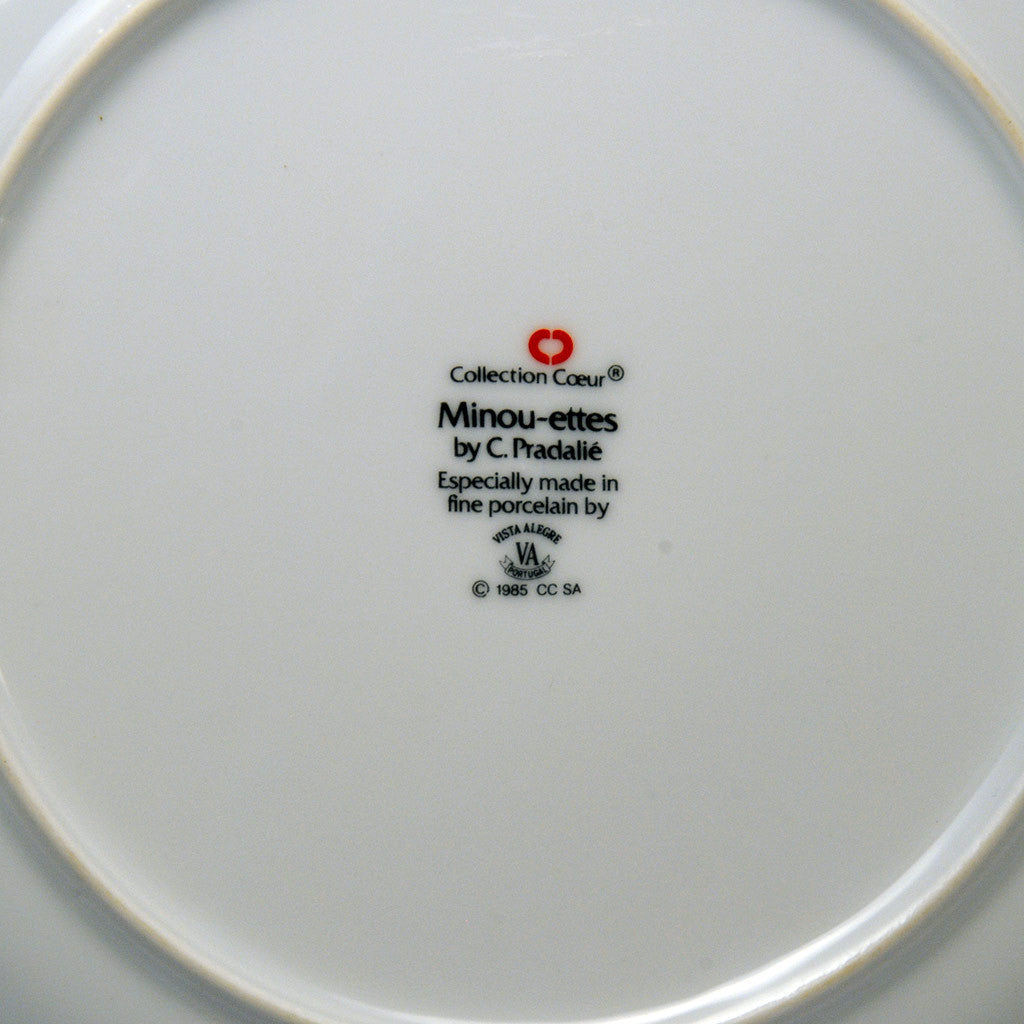 Collection Cœur®
Minou-ettes
by C. Pradalié
Especially made in
fine porcelain by
VISTA ALEGRE
VA
PORTUGAL
© 1985 CC SA